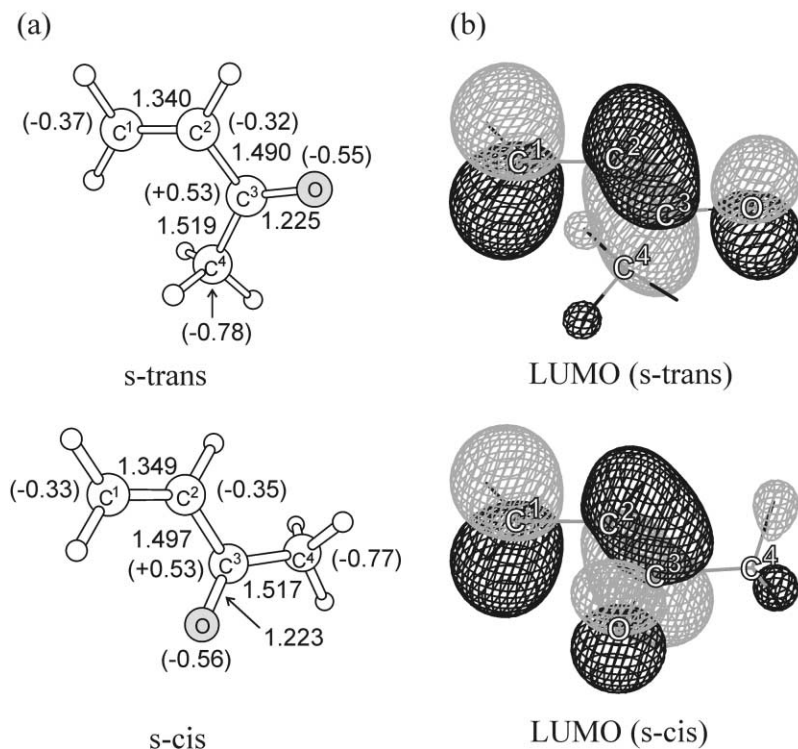 (a)
1.340
(-0.37) C¹ C² (-0.32)
1.490 (-0.55)
(+0.53) C³ O
1.519 1.225
C⁴
(-0.78)
s-trans
1.349
(-0.33) C¹ C² (-0.35)
1.497
(+0.53) C³ C⁴ (-0.77)
1.517
O 1.223
(-0.56)
s-cis
(b)
C¹ C²
C³ O
C⁴
LUMO (s-trans)
C¹ C²
C³ C⁴
O
LUMO (s-cis)